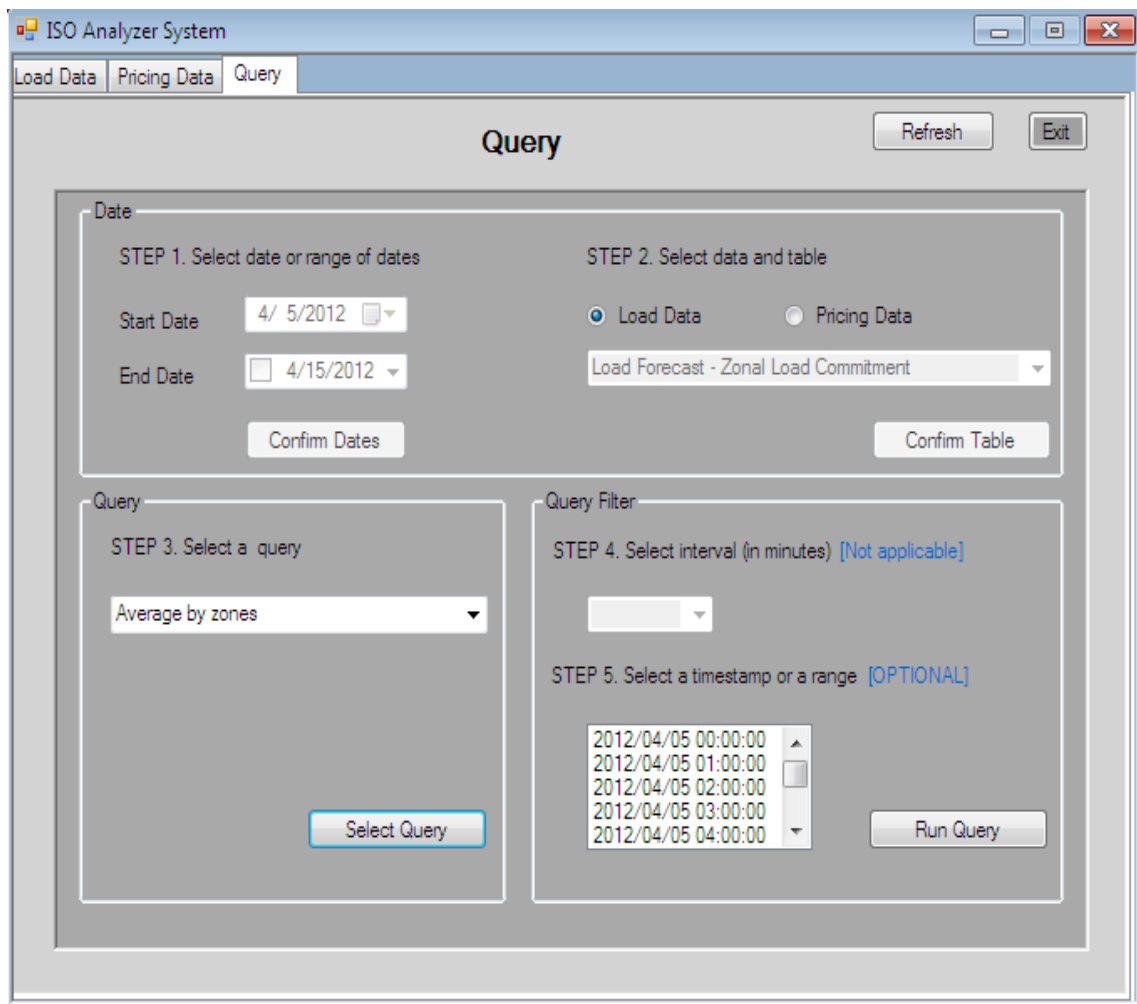 ISO Analyzer System
Load Data
Pricing Data
Query
Query
Refresh
Exit
Date
STEP 1. Select date or range of dates
Start Date
4/ 5/2012
End Date
4/15/2012
Confirm Dates
STEP 2. Select data and table
Load Data
Pricing Data
Load Forecast - Zonal Load Commitment
Confirm Table
Query
STEP 3. Select a query
Average by zones
Select Query
Query Filter
STEP 4. Select interval (in minutes) [Not applicable]
STEP 5. Select a timestamp or a range [OPTIONAL]
2012/04/05 00:00:00
2012/04/05 01:00:00
2012/04/05 02:00:00
2012/04/05 03:00:00
2012/04/05 04:00:00
Run Query